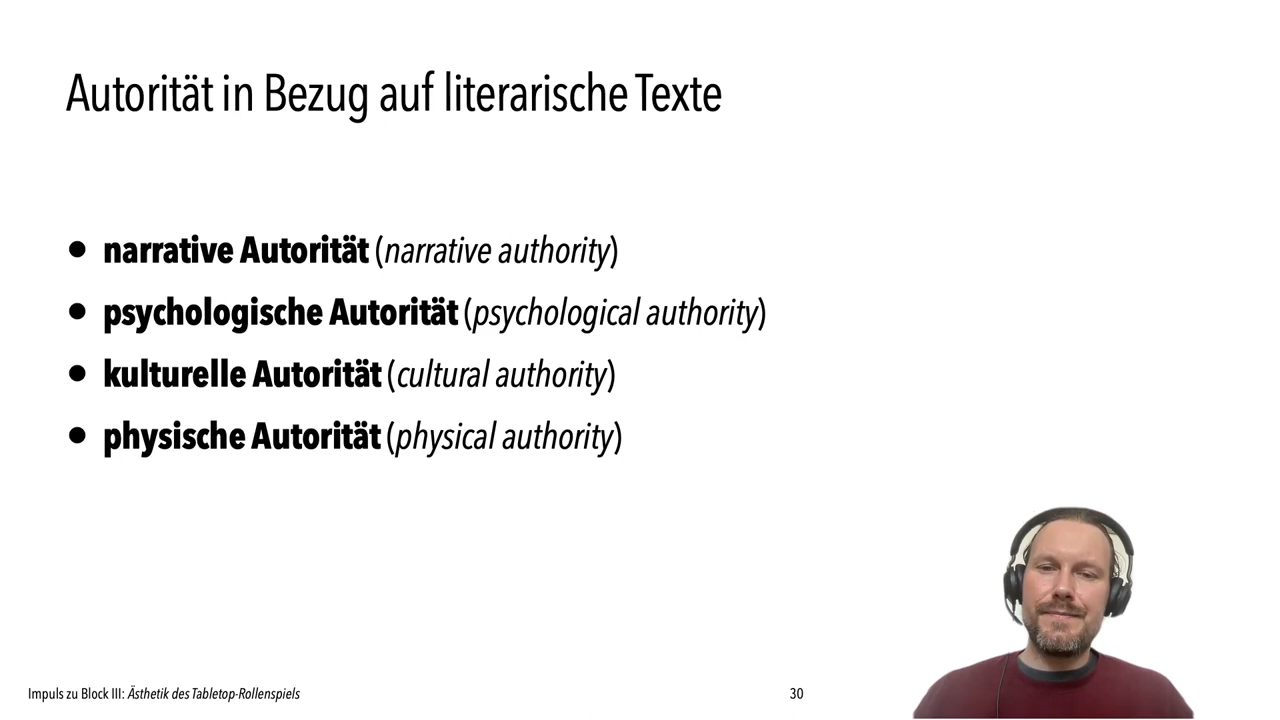 Autorität in Bezug auf literarische Texte
● narrative Autorität (narrative authority)
● psychologische Autorität (psychological authority)
● kulturelle Autorität (cultural authority)
● physische Autorität (physical authority)
Impuls zu Block III: Ästhetik des Tabletop-Rollenspiels
30